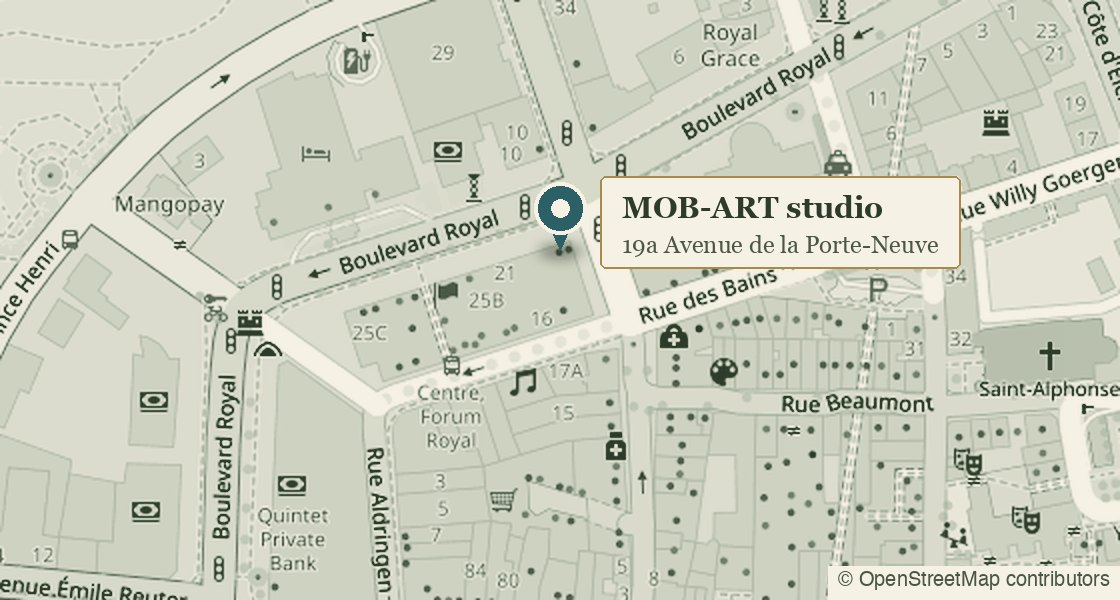 34
3
1
Royal
Grace
6
29
Boulevard Royal
5
3
23
21
7
11
19
6
17
10
10
3
4
Mangopay
MOB-ART studio
19a Avenue de la Porte-Neuve
Boulevard Royal
21
25B
Rue des Bains
34
16
25C
1
31
32
17A
Saint-Alphonse
Centre,
Forum
Royal
15
Rue Beaumont
Boulevard Royal
Rue Aldringen
3
5
7
Quintet
Private
Bank
12
84
80
5
8
© OpenStreetMap contributors